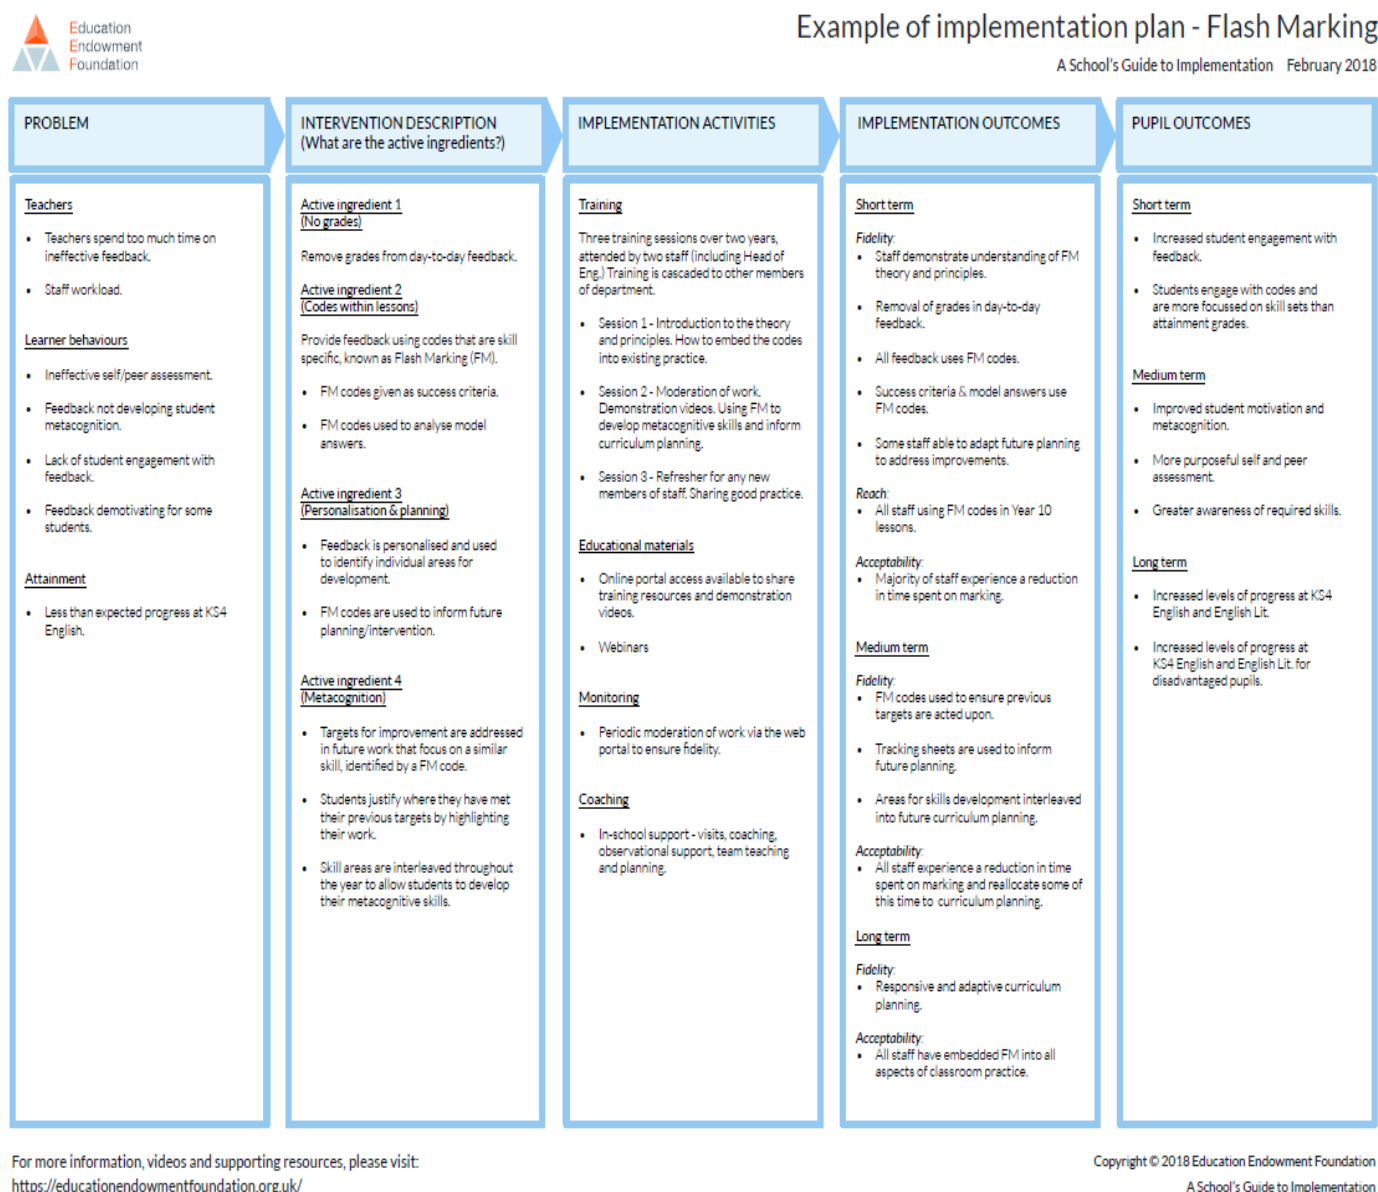 Education
Endowment
Foundation
Example of implementation plan - Flash Marking
A School's Guide to Implementation February 2018
PROBLEM
INTERVENTION DESCRIPTION
(What are the active ingredients?)
IMPLEMENTATION ACTIVITIES
IMPLEMENTATION OUTCOMES
PUPIL OUTCOMES
Teachers
• Teachers spend too much time on
ineffective feedback.
• Staff workload.
Learner behaviours
• Ineffective self/peer assessment.
• Feedback not developing student
metacognition.
• Lack of student engagement with
feedback.
• Feedback demotivating for some
students.
Attainment
• Less than expected progress at KS4
English.
Active ingredient 1
(No grades)
Remove grades from day-to-day feedback.
Active ingredient 2
(Codes within lessons)
Provide feedback using codes that are skill
specific, known as Flash Marking (FM).
• FM codes given as success criteria.
• FM codes used to analyse model
answers.
Active ingredient 3
(Personalisation & planning)
• Feedback is personalised and used
to identify individual areas for
development.
• FM codes are used to inform future
planning/intervention.
Active ingredient 4
(Metacognition)
• Targets for improvement are addressed
in future work that focus on a similar
skill, identified by a FM code.
• Students justify where they have met
their previous targets by highlighting
their work.
• Skill areas are interleaved throughout
the year to allow students to develop
their metacognitive skills.
Training
Three training sessions over two years,
attended by two staff (including Head of
Eng.) Training is cascaded to other members
of department.
• Session 1 - Introduction to the theory
and principles. How to embed the codes
into existing practice.
• Session 2 - Moderation of work.
Demonstration videos. Using FM to
develop metacognitive skills and inform
curriculum planning.
• Session 3 - Refresher for any new
members of staff. Sharing good practice.
Educational materials
• Online portal access available to share
training resources and demonstration
videos.
• Webinars
Monitoring
• Periodic moderation of work via the web
portal to ensure fidelity.
Coaching
• In-school support - visits, coaching,
observational support, team teaching
and planning.
Short term
Fidelity:
• Staff demonstrate understanding of FM
theory and principles.
• Removal of grades in day-to-day
feedback.
• All feedback uses FM codes.
• Success criteria & model answers use
FM codes.
• Some staff able to adapt future planning
to address improvements.
Reach:
• All staff using FM codes in Year 10
lessons.
Acceptability:
• Majority of staff experience a reduction
in time spent on marking.
Medium term
Fidelity:
• FM codes used to ensure previous
targets are acted upon.
• Tracking sheets are used to inform
future planning.
• Areas for skills development interleaved
into future curriculum planning.
Acceptability:
• All staff experience a reduction in time
spent on marking and reallocate some of
this time to curriculum planning.
Long term
Fidelity:
• Responsive and adaptive curriculum
planning.
Acceptability:
• All staff have embedded FM into all
aspects of classroom practice.
Short term
• Increased student engagement with
feedback.
• Students engage with codes and
are more focussed on skill sets than
attainment grades.
Medium term
• Improved student motivation and
metacognition.
• More purposeful self and peer
assessment.
• Greater awareness of required skills.
Long term
• Increased levels of progress at KS4
English and English Lit.
• Increased levels of progress at
KS4 English and English Lit. for
disadvantaged pupils.
For more information, videos and supporting resources, please visit:
https://educationendowmentfoundation.org.uk/
Copyright © 2018 Education Endowment Foundation
A School's Guide to Implementation